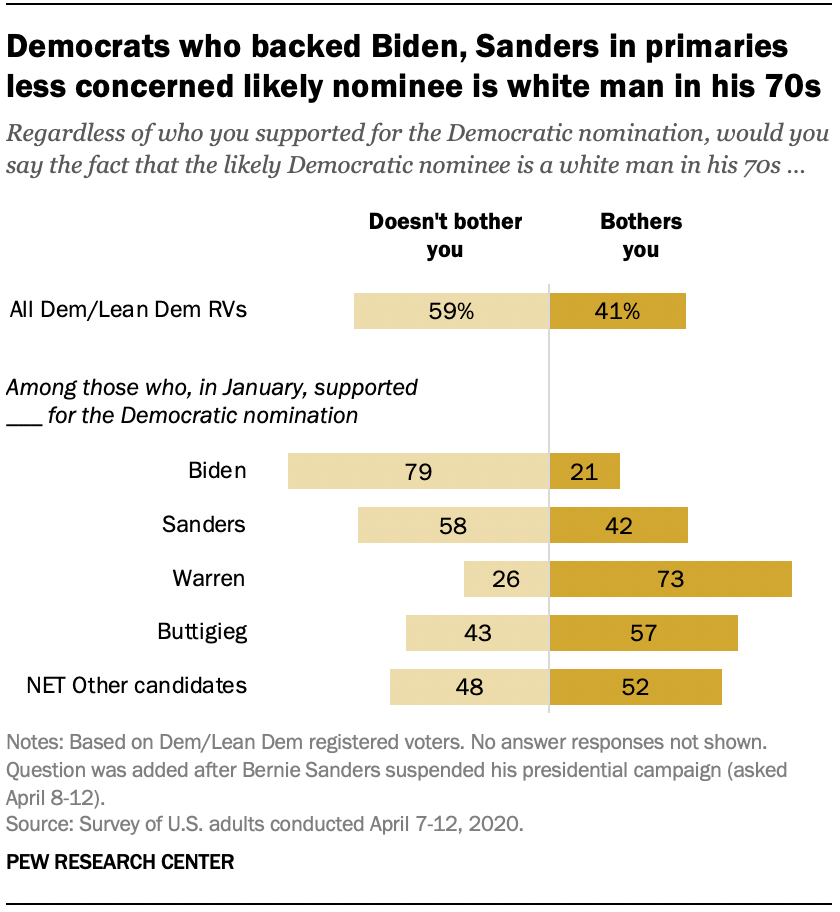 Democrats who backed Biden, Sanders in primaries
less concerned likely nominee is white man in his 70s
Regardless of who you supported for the Democratic nomination, would you
say the fact that the likely Democratic nominee is a white man in his 70s ...
Doesn't bother
you
Bothers
you
All Dem/Lean Dem RVs
59%
41%
Among those who, in January, supported
___ for the Democratic nomination
Biden
79
21
Sanders
58
42
Warren
26
73
Buttigieg
43
57
NET Other candidates
48
52
Notes: Based on Dem/Lean Dem registered voters. No answer responses not shown.
Question was added after Bernie Sanders suspended his presidential campaign (asked
April 8-12).
Source: Survey of U.S. adults conducted April 7-12, 2020.
PEW RESEARCH CENTER